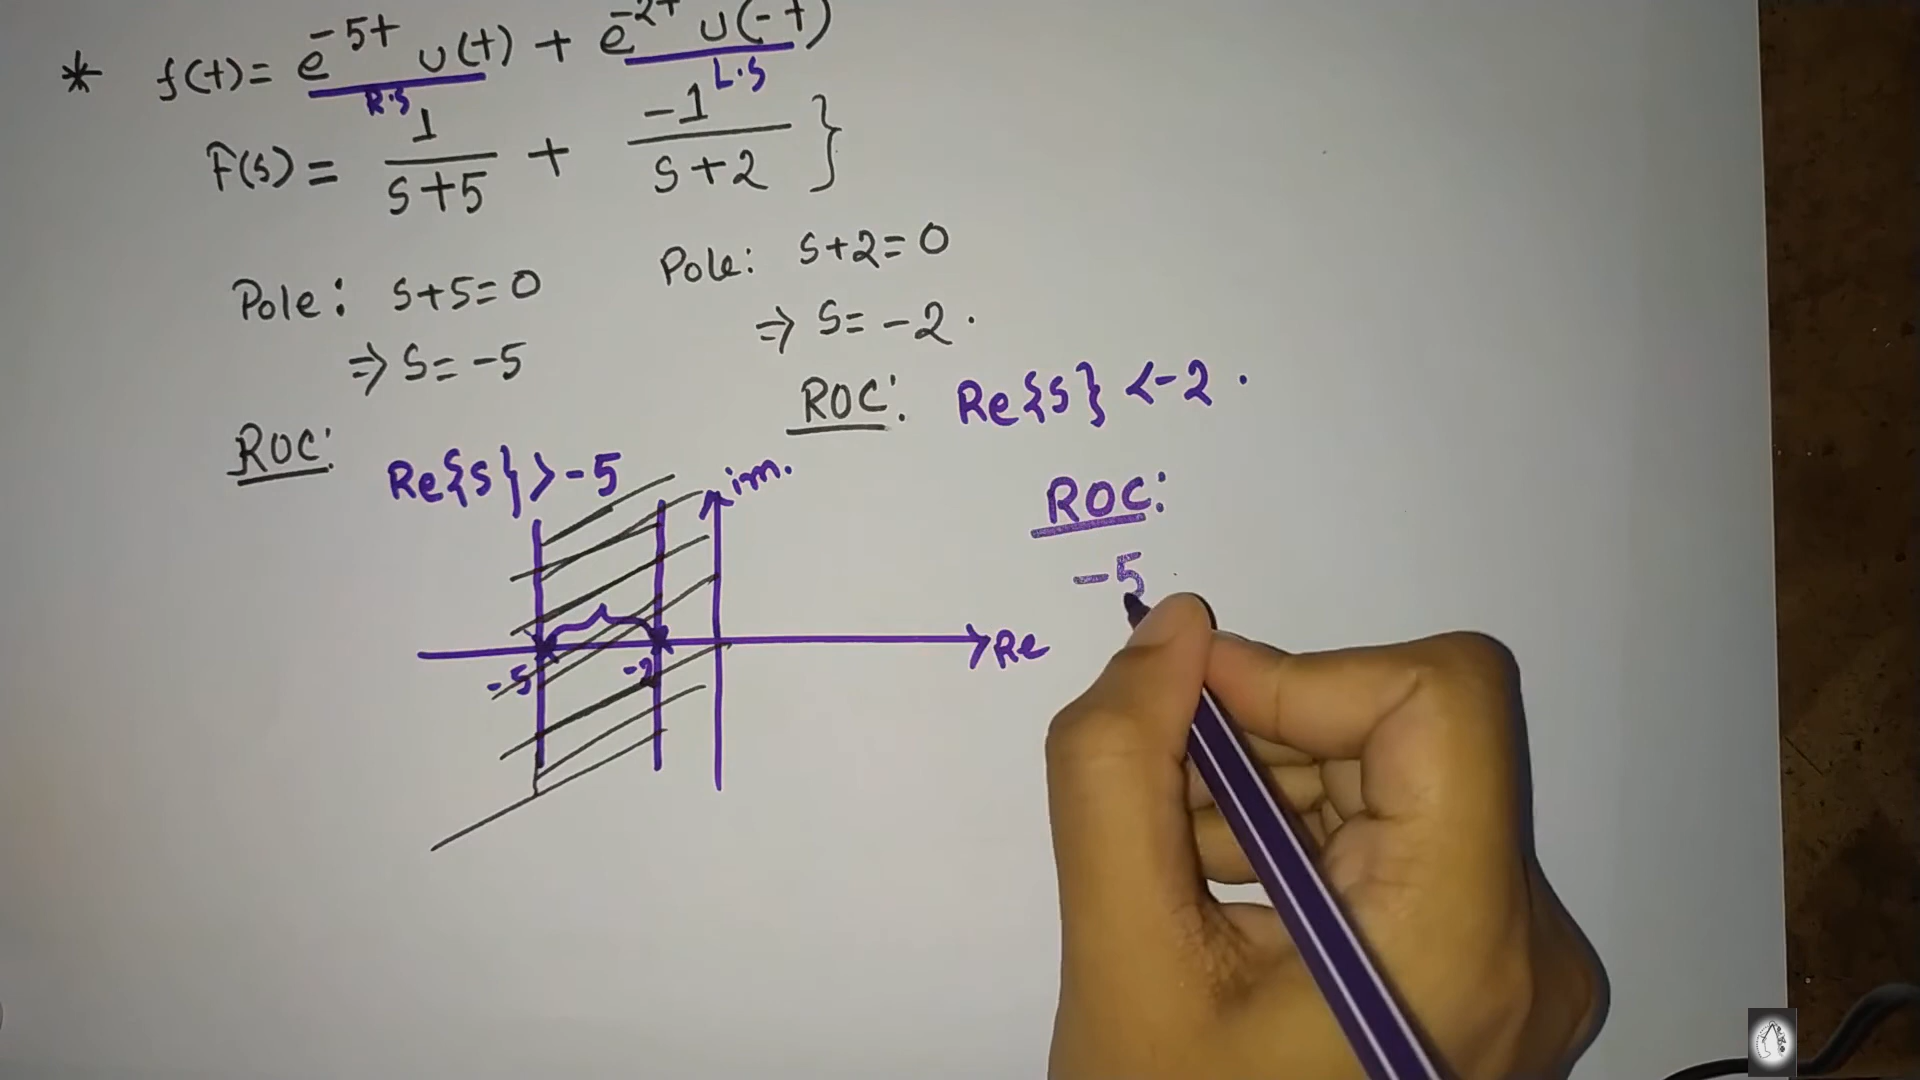 * f(t) = e^-5t u(t) + e^-2t u(-t)
R.S L.S
F(s) = 1/(s+5) + -1/(s+2) }
Pole: s+5=0
⇒ s= -5
ROC:
Re{s} > -5
Pole: s+2=0
⇒ s= -2.
ROC: Re{s} < -2.
im.
Re
-5 -2
ROC:
-5